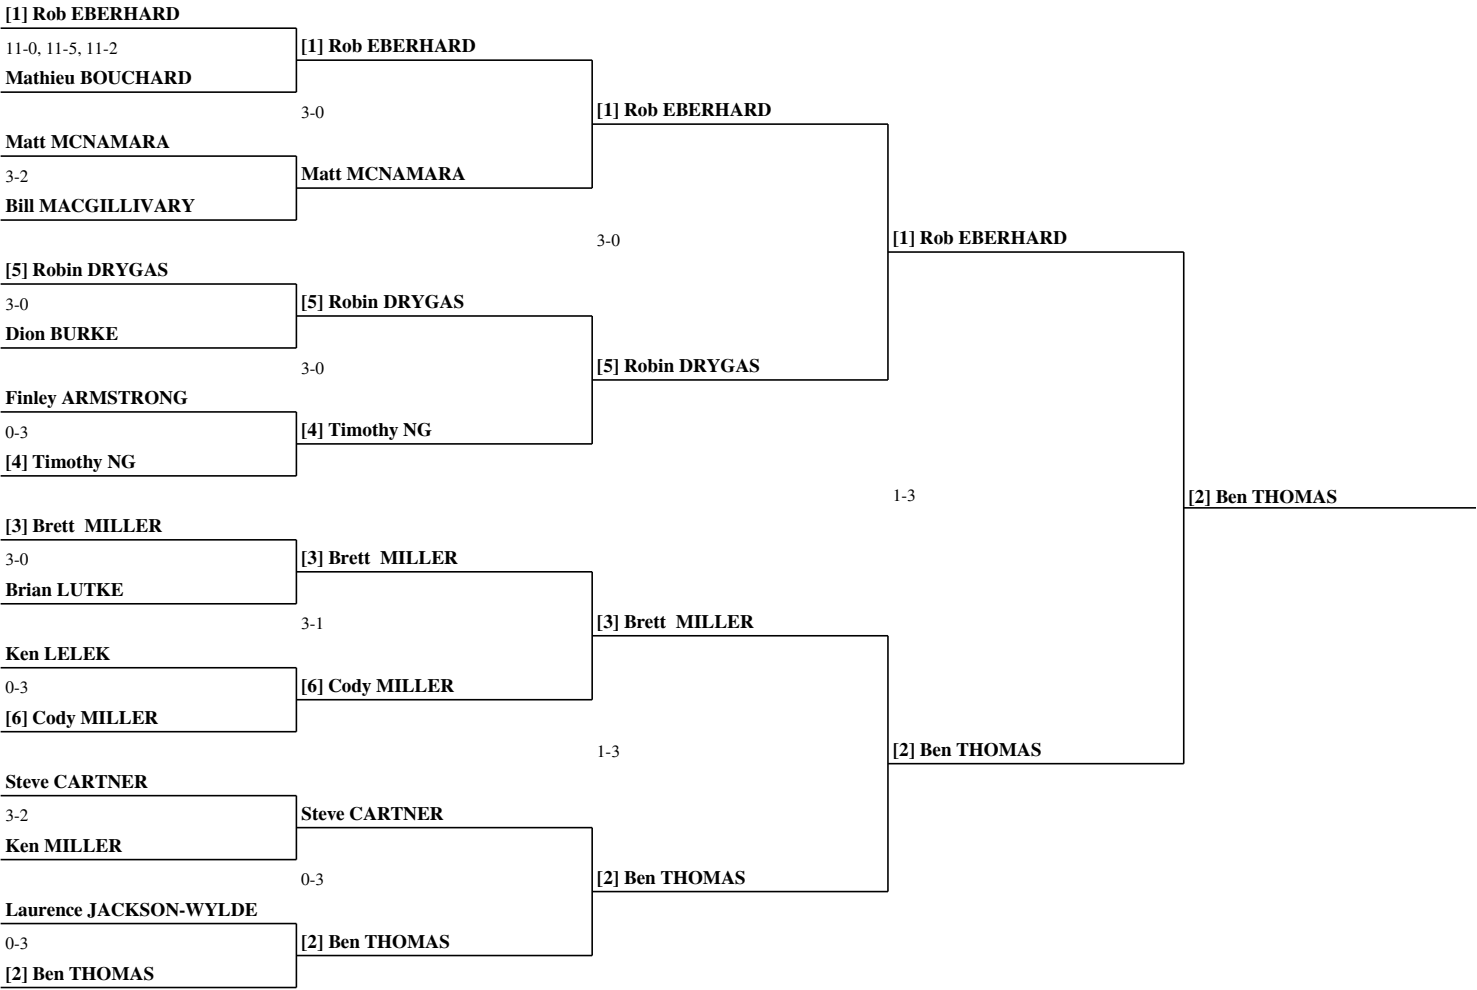 [1] Rob EBERHARD
11-0, 11-5, 11-2
Mathieu BOUCHARD
Matt MCNAMARA
3-2
Bill MACGILLIVARY
[5] Robin DRYGAS
3-0
Dion BURKE
Finley ARMSTRONG
0-3
[4] Timothy NG
[3] Brett  MILLER
3-0
Brian LUTKE
Ken LELEK
0-3
[6] Cody MILLER
Steve CARTNER
3-2
Ken MILLER
Laurence JACKSON-WYLDE
0-3
[2] Ben THOMAS
[1] Rob EBERHARD
3-0
Matt MCNAMARA
[5] Robin DRYGAS
3-0
[4] Timothy NG
[3] Brett  MILLER
3-1
[6] Cody MILLER
Steve CARTNER
0-3
[2] Ben THOMAS
[1] Rob EBERHARD
3-0
[5] Robin DRYGAS
[3] Brett  MILLER
1-3
[2] Ben THOMAS
[1] Rob EBERHARD
1-3
[2] Ben THOMAS
[2] Ben THOMAS